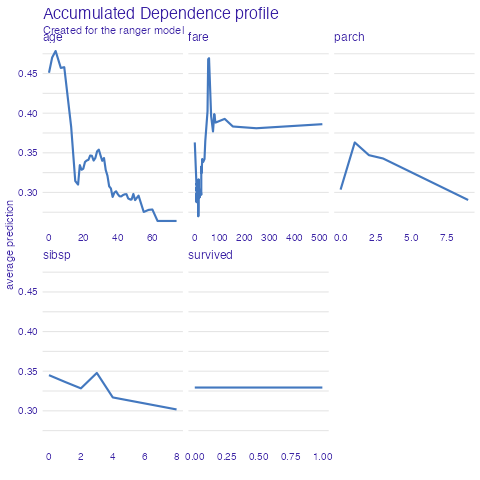 Accumulated Dependence profile
Created for the ranger model
age
fare
parch
0.45
0.40
0.35
0.30
0 20 40 60
0 100 200 300 400 500
0.0 2.5 5.0 7.5
average prediction
sibsp
survived
0.45
0.40
0.35
0.30
0 2 4 6 8
0.00 0.25 0.50 0.75 1.00